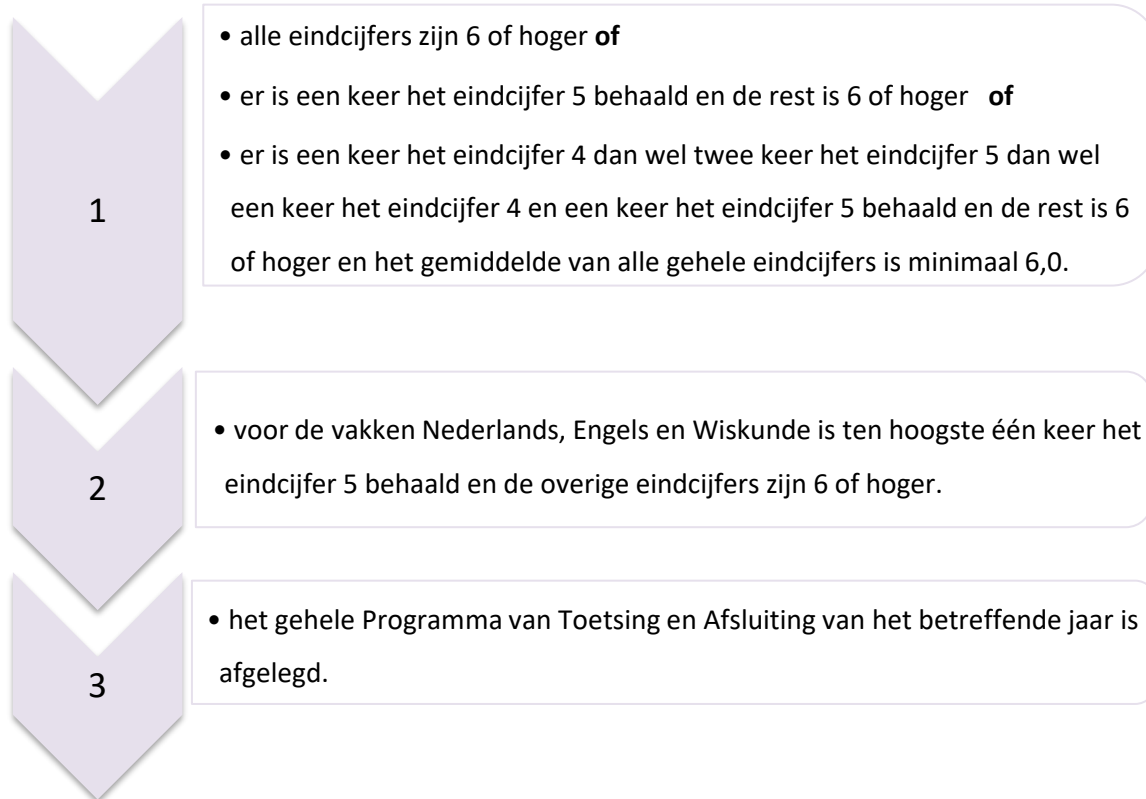 • alle eindcijfers zijn 6 of hoger of
• er is een keer het eindcijfer 5 behaald en de rest is 6 of hoger of
• er is een keer het eindcijfer 4 dan wel twee keer het eindcijfer 5 dan wel
een keer het eindcijfer 4 en een keer het eindcijfer 5 behaald en de rest is 6
of hoger en het gemiddelde van alle gehele eindcijfers is minimaal 6,0.
1
• voor de vakken Nederlands, Engels en Wiskunde is ten hoogste één keer het
eindcijfer 5 behaald en de overige eindcijfers zijn 6 of hoger.
2
• het gehele Programma van Toetsing en Afsluiting van het betreffende jaar is
afgelegd.
3